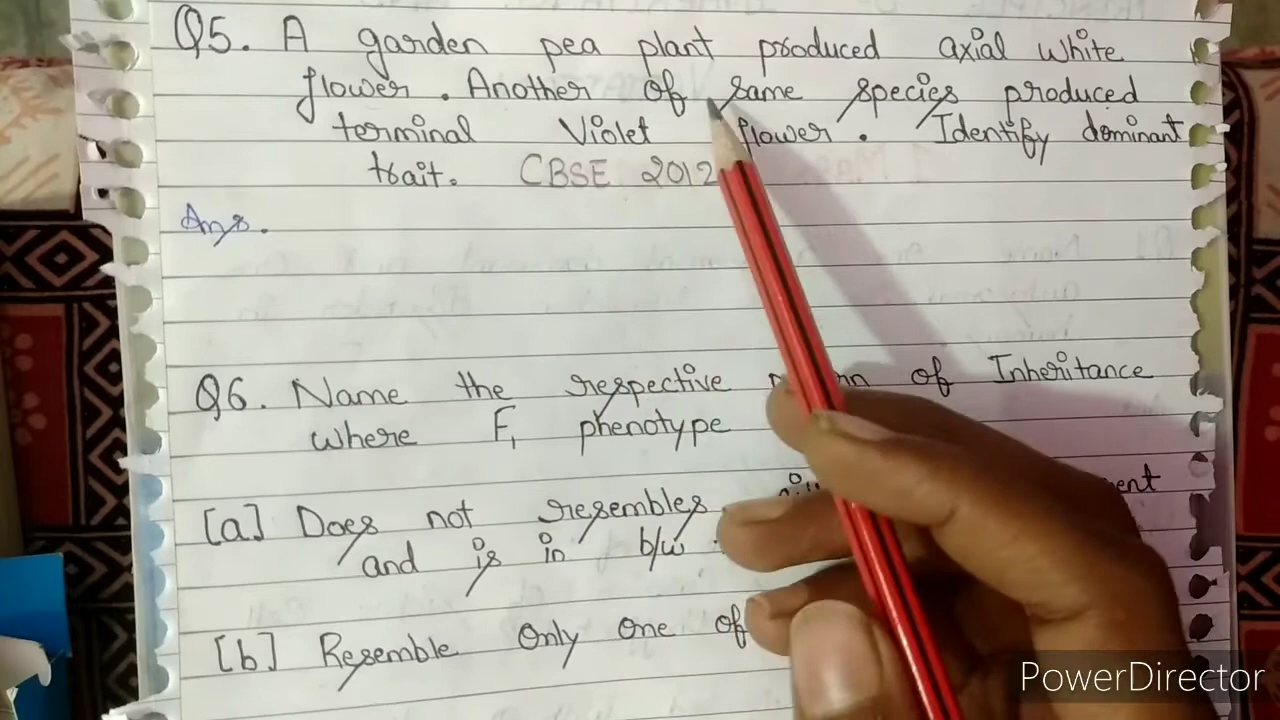 Q5. A garden pea plant produced axial white
flower. Another of same species produced
terminal Violet flower. Identify dominant
trait. CBSE 2012
Ans.
Q6. Name the respective of Inheritance
where F1 phenotype
[a] Does not resembles
and is in b/w
[b] Resemble only one of
PowerDirector